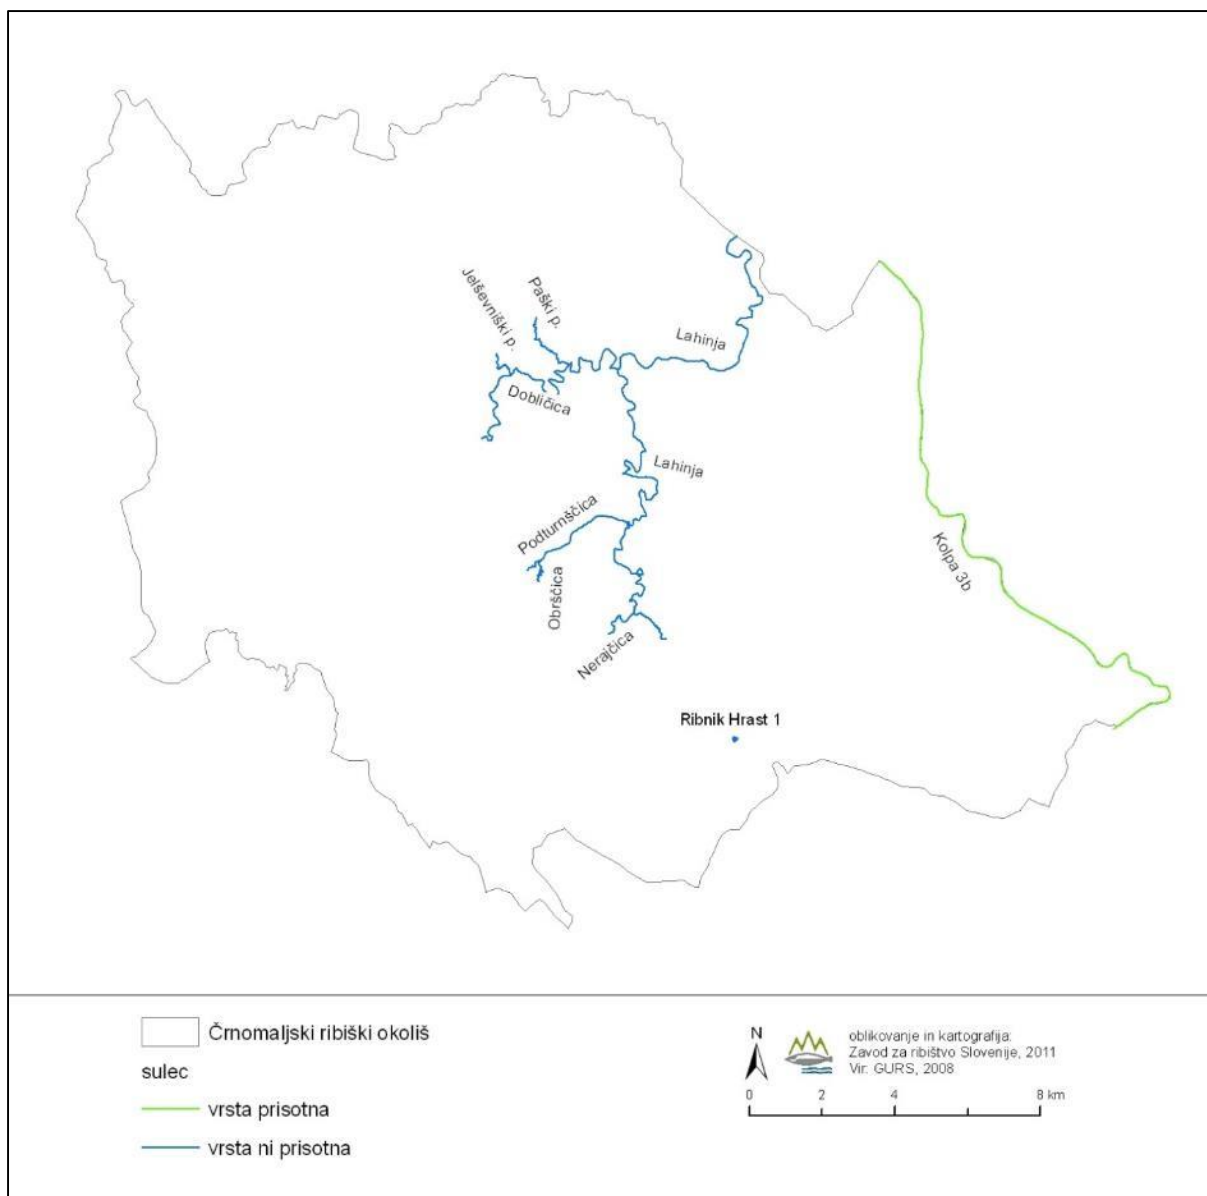 Jelševniški p.
Paški p.
Lahinja
Dobličica
Lahinja
Podturnščica
Obrščica
Nerajčica
Kolpa 3b
Ribnik Hrast 1
Črnomaljski ribiški okoliš
sulec
vrsta prisotna
vrsta ni prisotna
N
oblikovanje in kartografija:
Zavod za ribištvo Slovenije, 2011
Vir: GURS, 2008
0 2 4 8 km